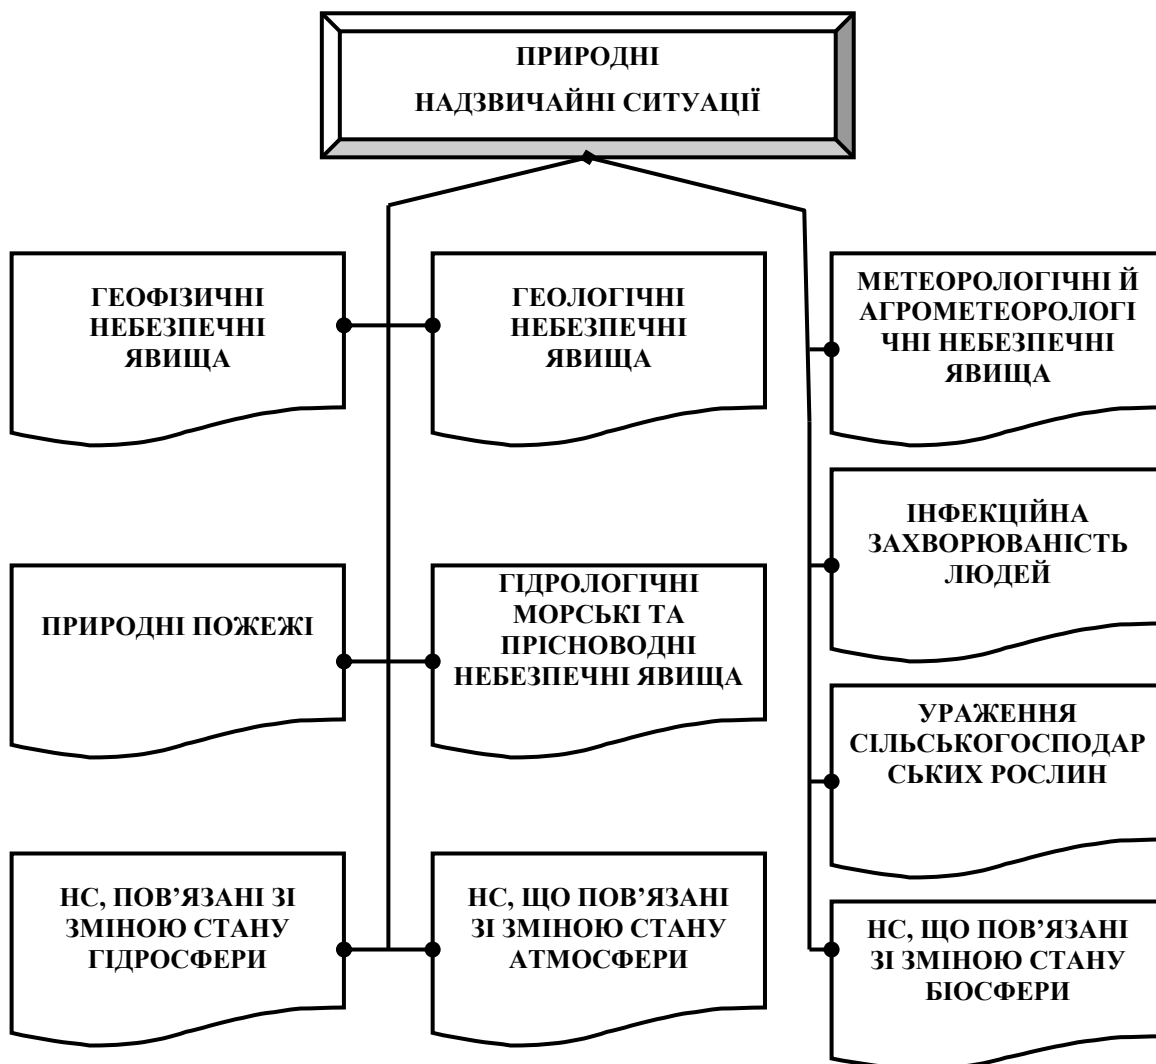 ПРИРОДНІ
НАДЗВИЧАЙНІ СИТУАЦІЇ
ГЕОФІЗИЧНІ
НЕБЕЗПЕЧНІ
ЯВИЩА
ГЕОЛОГІЧНІ
НЕБЕЗПЕЧНІ
ЯВИЩА
МЕТЕОРОЛОГІЧНІ Й
АГРОМЕТЕОРОЛОГІ
ЧНІ НЕБЕЗПЕЧНІ
ЯВИЩА
ІНФЕКЦІЙНА
ЗАХВОРЮВАНІСТЬ
ЛЮДЕЙ
ПРИРОДНІ ПОЖЕЖІ
ГІДРОЛОГІЧНІ
МОРСЬКІ ТА
ПРІСНОВОДНІ
НЕБЕЗПЕЧНІ ЯВИЩА
УРАЖЕННЯ
СІЛЬСЬКОГОСПОДАР
СЬКИХ РОСЛИН
НС, ПОВ’ЯЗАНІ ЗІ
ЗМІНОЮ СТАНУ
ГІДРОСФЕРИ
НС, ЩО ПОВ’ЯЗАНІ
ЗІ ЗМІНОЮ СТАНУ
АТМОСФЕРИ
НС, ЩО ПОВ’ЯЗАНІ
ЗІ ЗМІНОЮ СТАНУ
БІОСФЕРИ